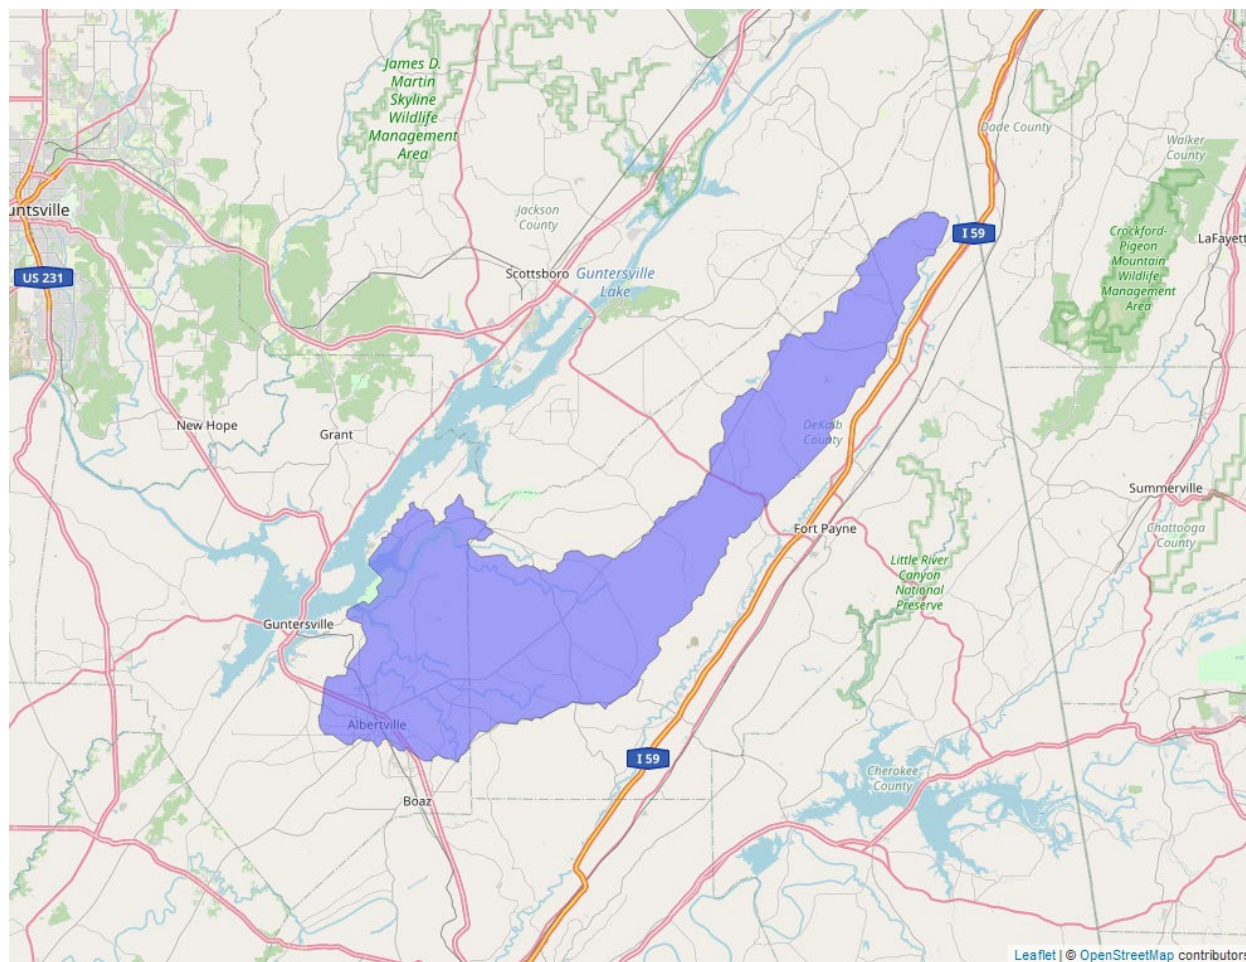 James D.
Martin
Skyline
Wildlife
Management
Area
Dade County
Walker
County
untsville
Jackson
County
I 59
Crockford-
Pigeon
Mountain
Wildlife
Management
Area
LaFayett
US 231
Scottsboro
Guntersville
Lake
New Hope
Grant
DeKalb
County
Summerville
Fort Payne
Chattooga
County
Little River
Canyon
National
Preserve
Guntersville
Albertville
I 59
Cherokee
County
Boaz
Leaflet | © OpenStreetMap contributors